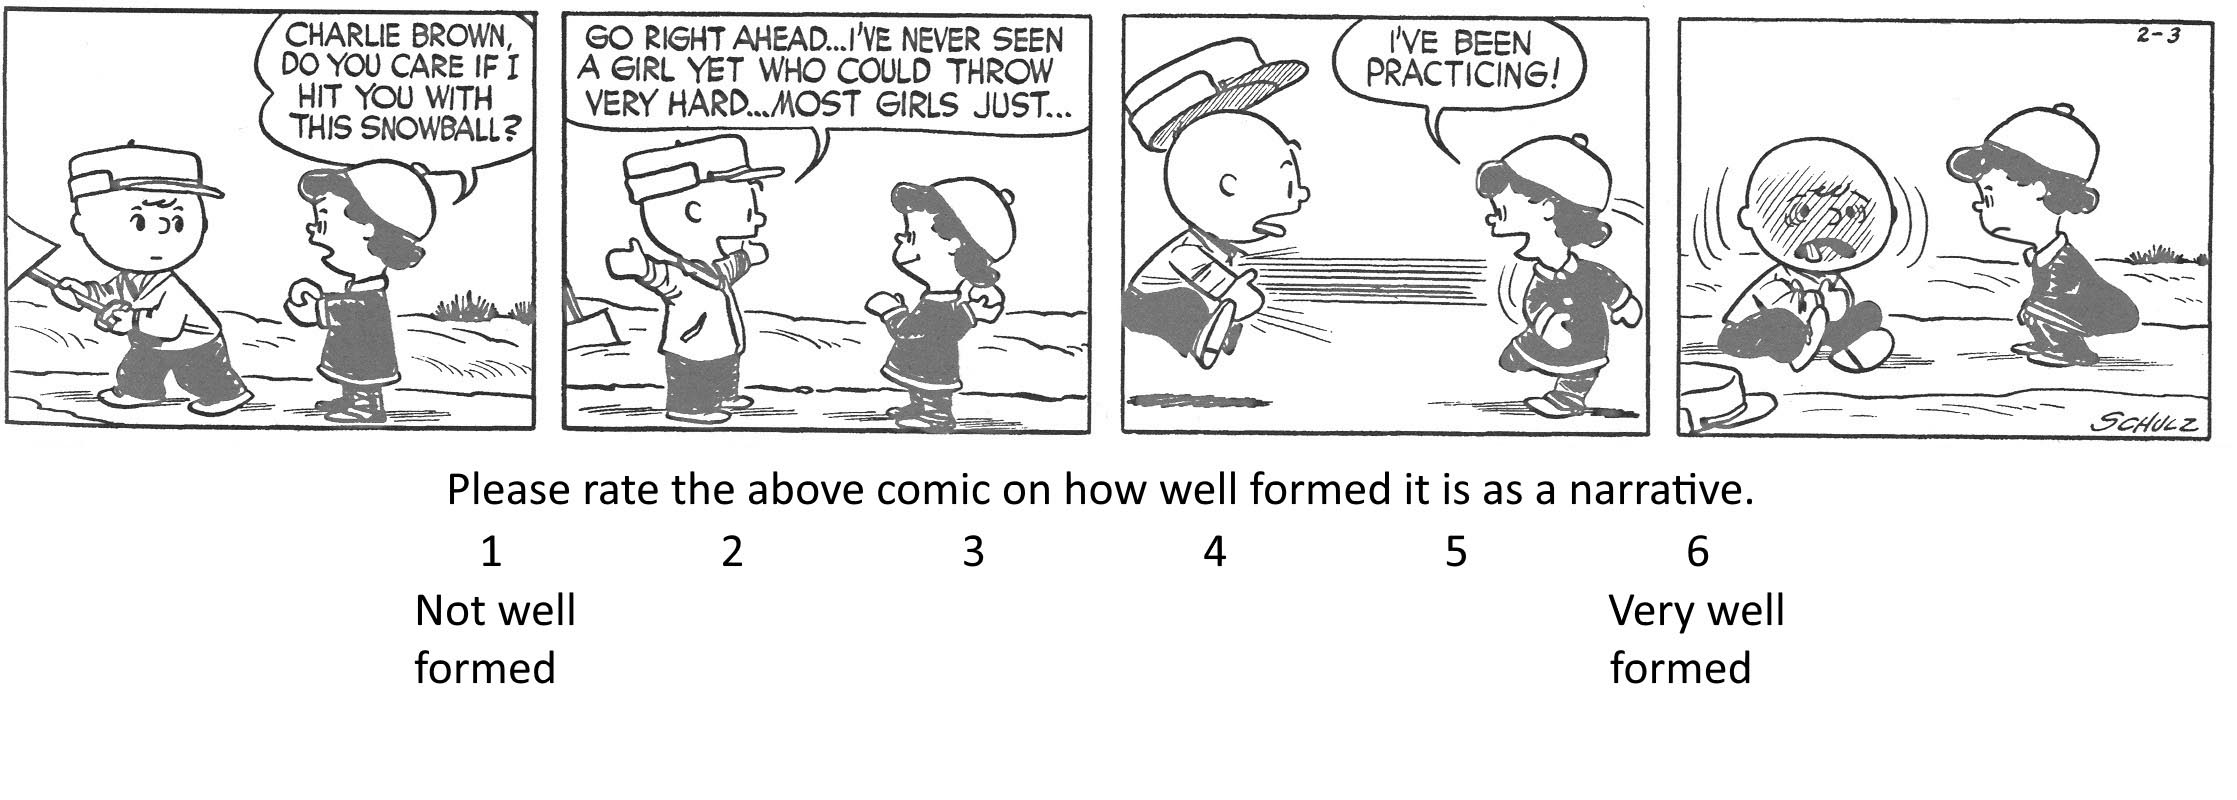 CHARLIE BROWN,
DO YOU CARE IF I
HIT YOU WITH
THIS SNOWBALL?
GO RIGHT AHEAD...I'VE NEVER SEEN
A GIRL YET WHO COULD THROW
VERY HARD....MOST GIRLS JUST...
I'VE BEEN
PRACTICING!
2-3
SCHULZ
Please rate the above comic on how well formed it is as a narrative.
1 2 3 4 5 6
Not well
formed
Very well
formed